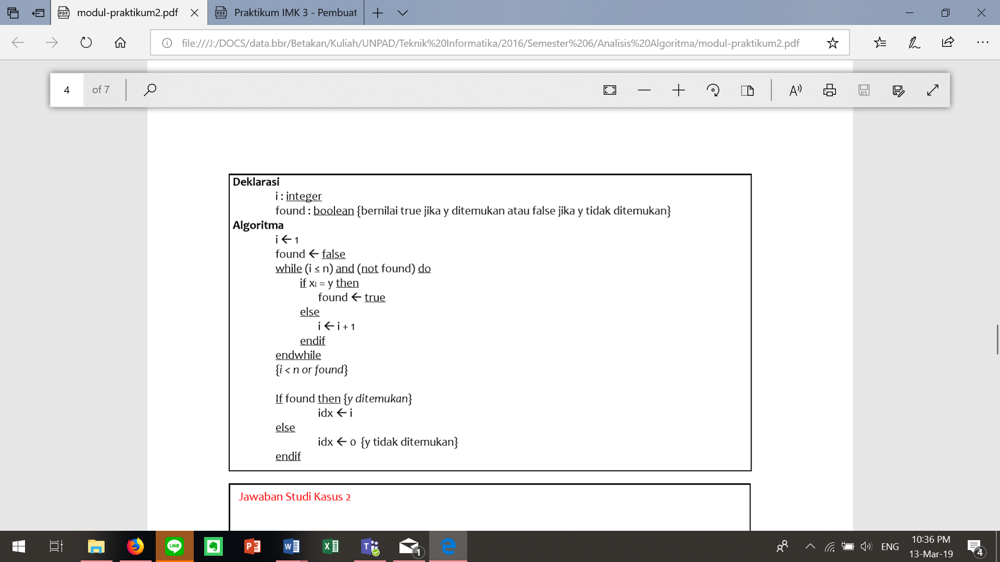 modul-praktikum2.pdf
Praktikum IMK 3 - Pembuat
file:///J:/DOCS/data.bbr/Betakan/Kuliah/UNPAD/Teknik%20Informatika/2016/Semester%206/Analisis%20Algoritma/modul-praktikum2.pdf
4 of 7
Deklarasi
i : integer
found : boolean {bernilai true jika y ditemukan atau false jika y tidak ditemukan}
Algoritma
i ← 1
found ← false
while (i ≤ n) and (not found) do
if xi = y then
found ← true
else
i ← i + 1
endif
endwhile
{i < n or found}
If found then {y ditemukan}
idx ← i
else
idx ← 0 {y tidak ditemukan}
endif
Jawaban Studi Kasus 2
LINE
1
ENG
10:36 PM
13-Mar-19
4